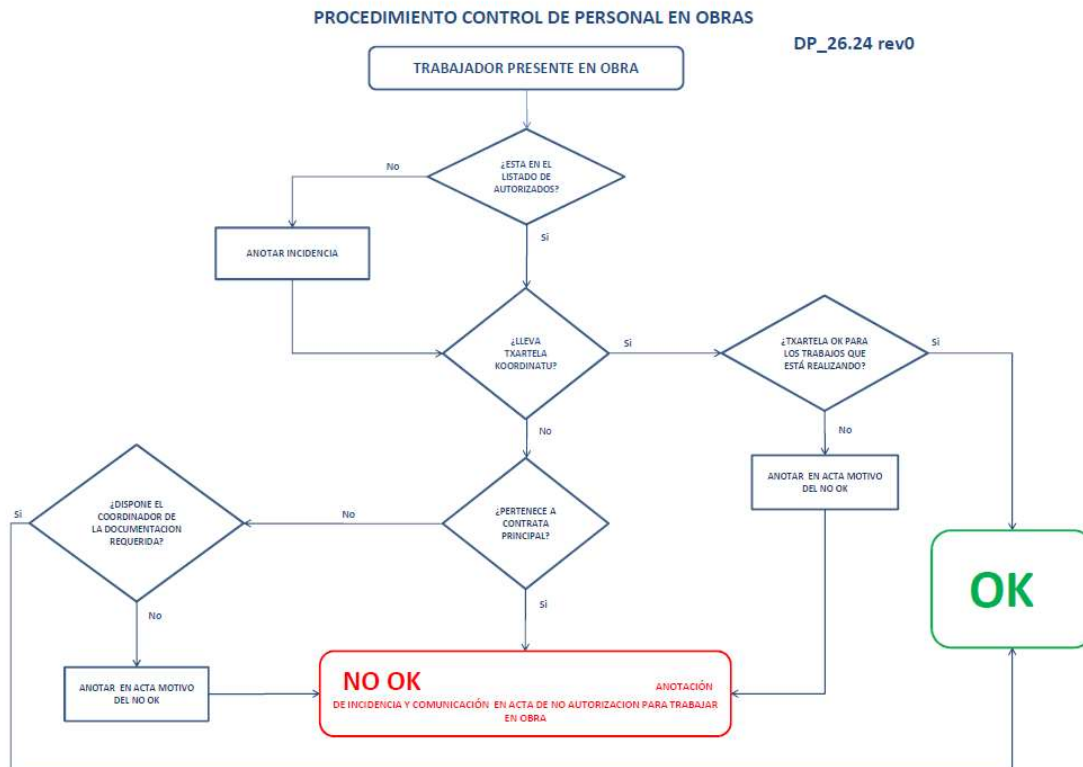 PROCEDIMIENTO CONTROL DE PERSONAL EN OBRAS
DP_26.24 rev0
TRABAJADOR PRESENTE EN OBRA
¿ESTA EN EL
LISTADO DE
AUTORIZADOS?
No
Si
ANOTAR INCIDENCIA
¿LLEVA
TXARTELA
KOORDINATU?
Si
¿TXARTELA OK PARA
LOS TRABAJOS QUE
ESTÁ REALIZANDO?
Si
No
No
ANOTAR EN ACTA MOTIVO
DEL NO OK
¿DISPONE EL
COORDINADOR DE
LA DOCUMENTACION
REQUERIDA?
Si
No
¿PERTENECE A
CONTRATA
PRINCIPAL?
OK
Si
No
ANOTAR EN ACTA MOTIVO
DEL NO OK
NO OK ANOTACIÓN
DE INCIDENCIA Y COMUNICACIÓN EN ACTA DE NO AUTORIZACION PARA TRABAJAR
EN OBRA